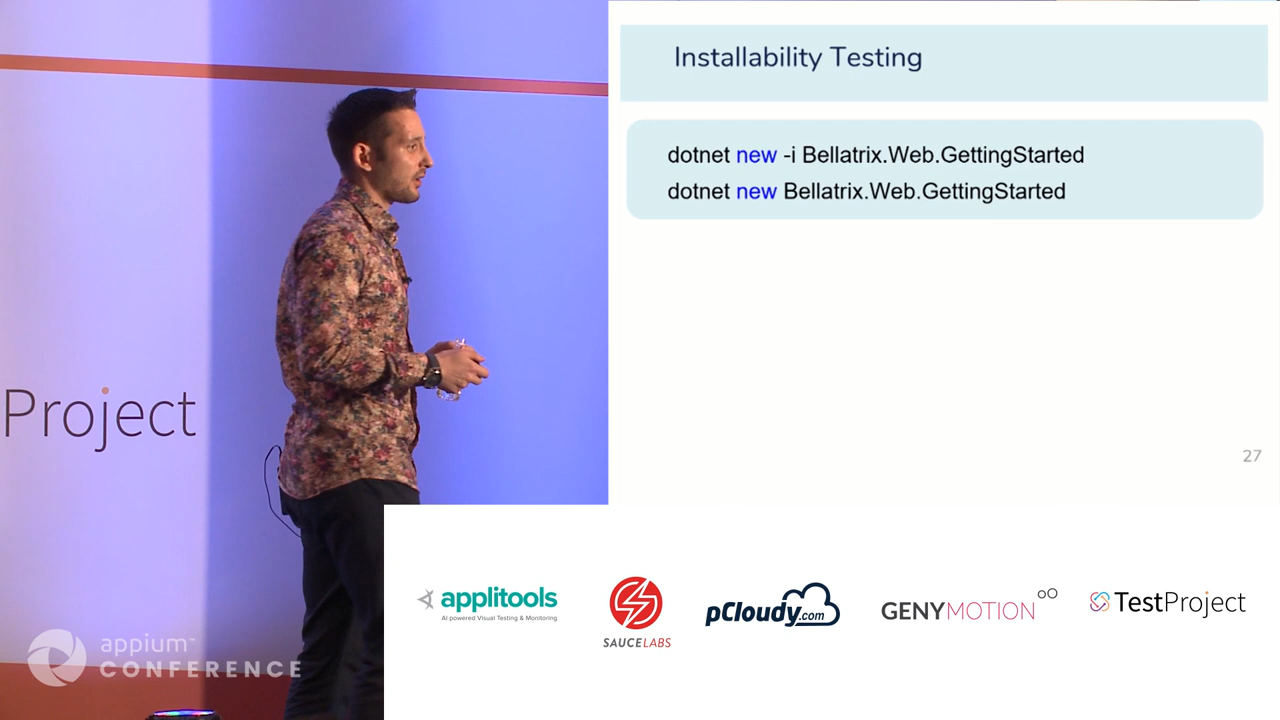 Installability Testing
dotnet new -i Bellatrix.Web.GettingStarted
dotnet new Bellatrix.Web.GettingStarted
27
Project
applitools
AI powered Visual Testing & Monitoring
SAUCELABS
pCloudy.com
GENYMOTION
TestProject
appium™
CONFERENCE